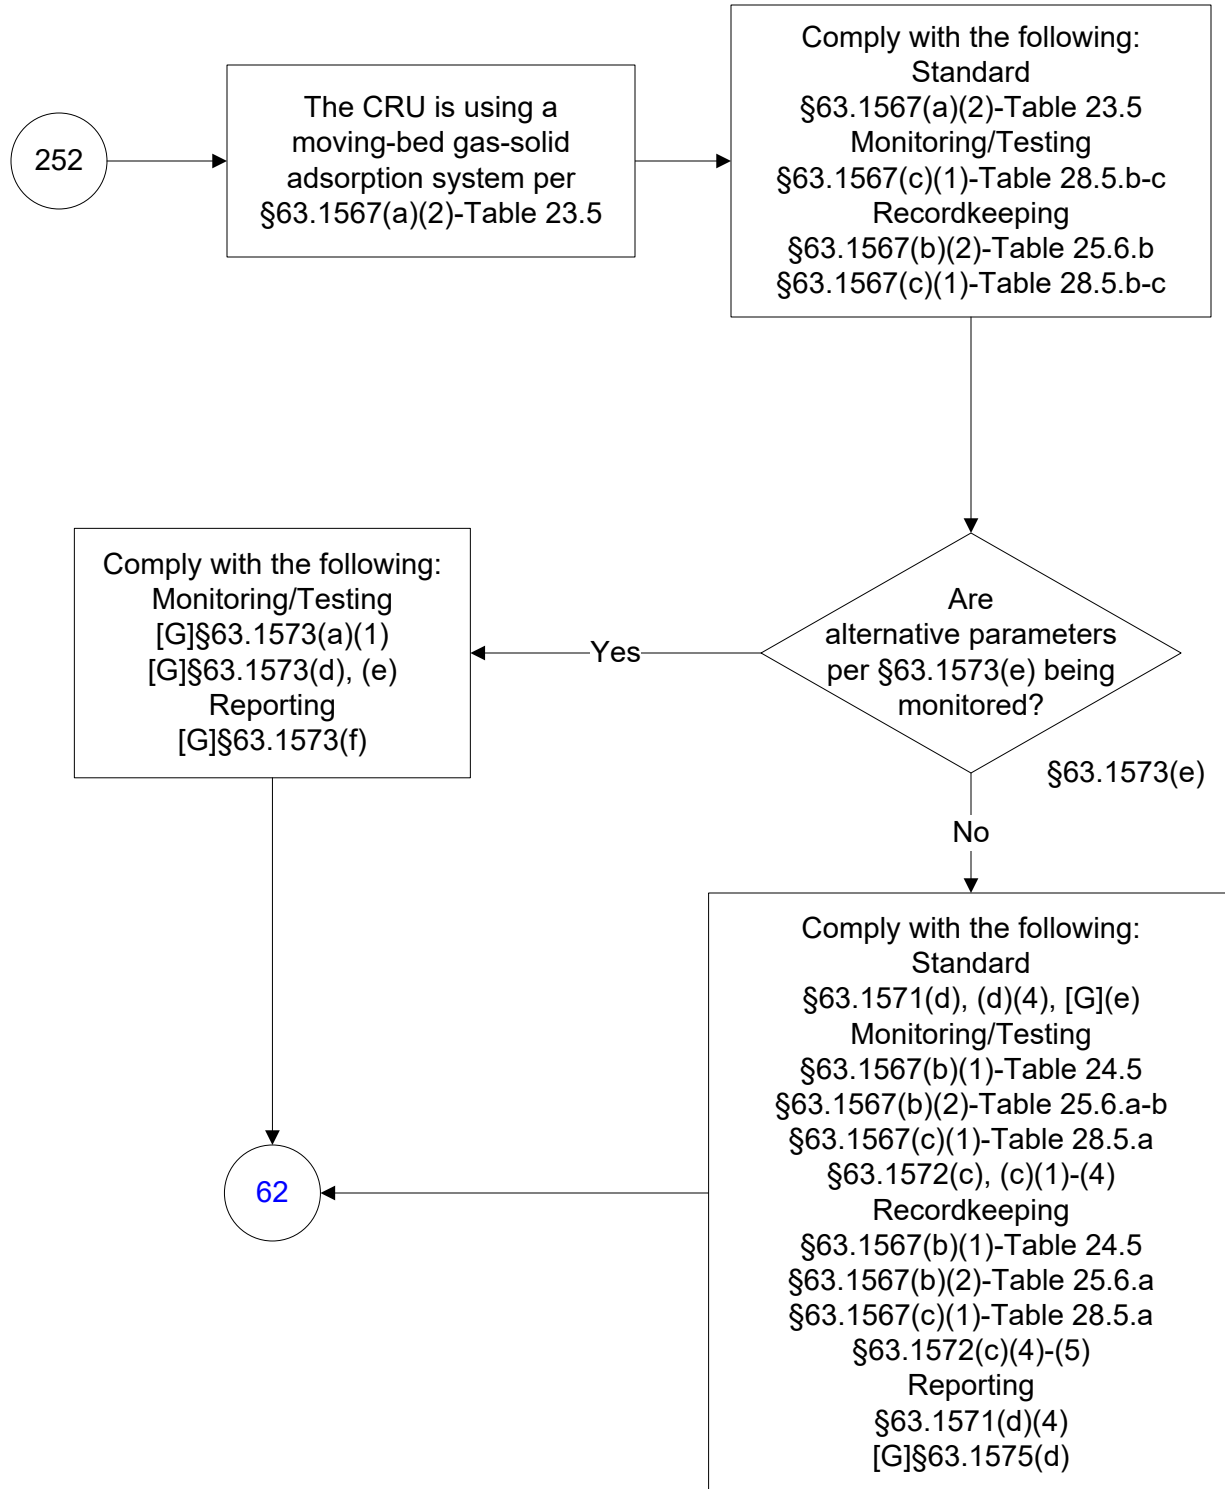 252
The CRU is using a
moving-bed gas-solid
adsorption system per
§63.1567(a)(2)-Table 23.5
Comply with the following:
Standard
§63.1567(a)(2)-Table 23.5
Monitoring/Testing
§63.1567(c)(1)-Table 28.5.b-c
Recordkeeping
§63.1567(b)(2)-Table 25.6.b
§63.1567(c)(1)-Table 28.5.b-c
Are
alternative parameters
per §63.1573(e) being
monitored?
§63.1573(e)
Yes
Comply with the following:
Monitoring/Testing
[G]§63.1573(a)(1)
[G]§63.1573(d), (e)
Reporting
[G]§63.1573(f)
No
Comply with the following:
Standard
§63.1571(d), (d)(4), [G](e)
Monitoring/Testing
§63.1567(b)(1)-Table 24.5
§63.1567(b)(2)-Table 25.6.a-b
§63.1567(c)(1)-Table 28.5.a
§63.1572(c), (c)(1)-(4)
Recordkeeping
§63.1567(b)(1)-Table 24.5
§63.1567(b)(2)-Table 25.6.a
§63.1567(c)(1)-Table 28.5.a
§63.1572(c)(4)-(5)
Reporting
§63.1571(d)(4)
[G]§63.1575(d)
62